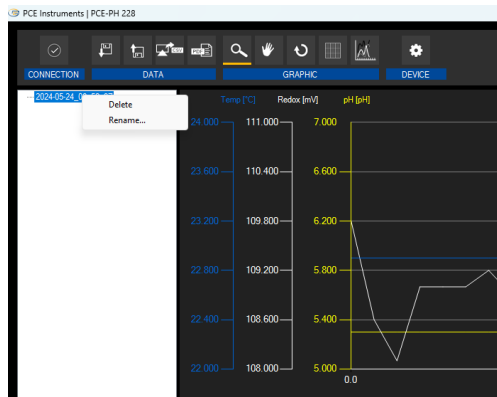 PCE Instruments | PCE-PH 228
CSV
PDF
CONNECTION DATA GRAPHIC DEVICE
Delete
Rename...
Temp [°C] Redox [mV] pH [pH]
24.000 111.000 7.000
23.600 110.400 6.600
23.200 109.800 6.200
22.800 109.200 5.800
22.400 108.600 5.400
22.000 108.000 5.000
0.0